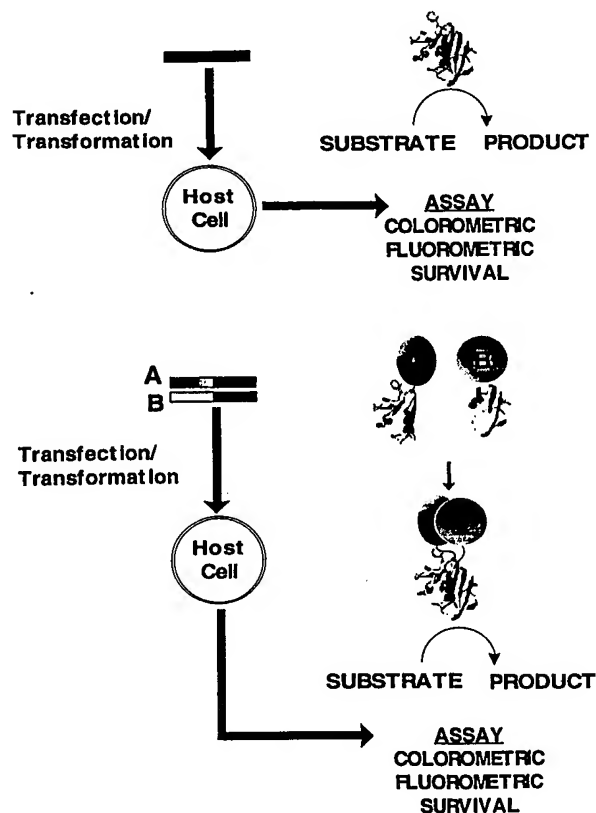 Transfection/
Transformation
Host
Cell
SUBSTRATE PRODUCT
ASSAY
COLOROMETRIC
FLUOROMETRIC
SURVIVAL
A
B
Transfection/
Transformation
Host
Cell
B
SUBSTRATE PRODUCT
ASSAY
COLOROMETRIC
FLUOROMETRIC
SURVIVAL